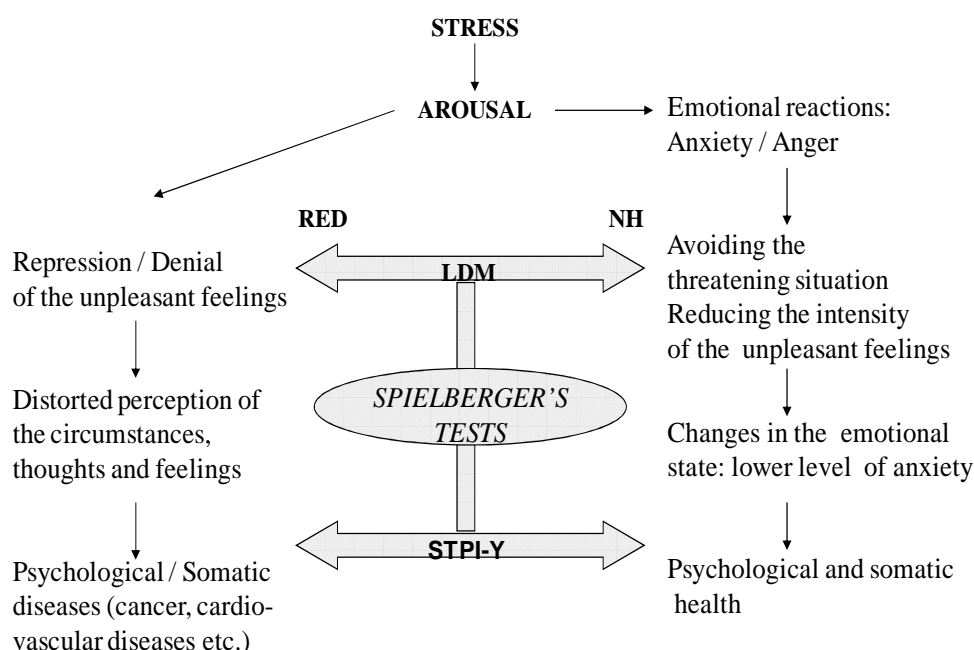 STRESS
AROUSAL
Emotional reactions:
Anxiety / Anger
RED
NH
LDM
Repression / Denial
of the unpleasant feelings
Avoiding the
threatening situation
Reducing the intensity
of the unpleasant feelings
SPIELBERGER'S
TESTS
Distorted perception of
the circumstances,
thoughts and feelings
Changes in the emotional
state: lower level of anxiety
STPI-Y
Psychological / Somatic
diseases (cancer, cardio-
vascular diseases etc.)
Psychological and somatic
health